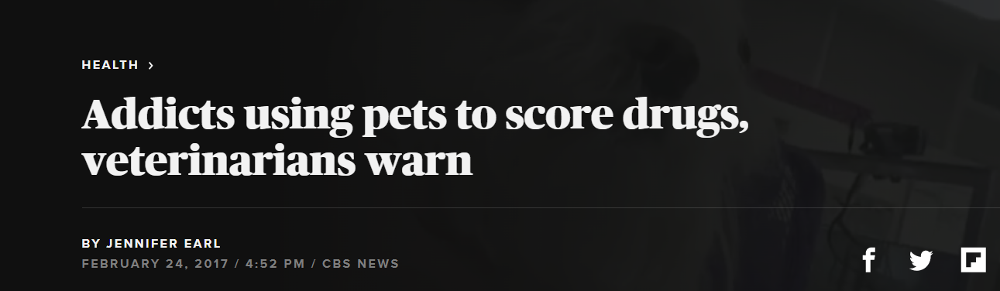 HEALTH ›
Addicts using pets to score drugs,
veterinarians warn
BY JENNIFER EARL
FEBRUARY 24, 2017 / 4:52 PM / CBS NEWS